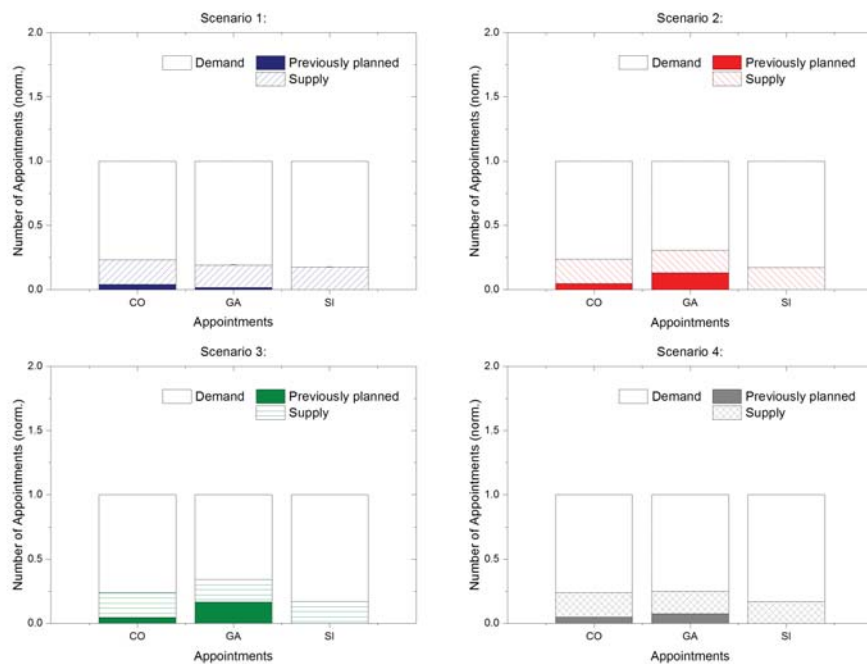 Scenario 1:
Number of Appointments (norm.)
2.0
1.5
1.0
0.5
0.0
Demand
Previously planned
Supply
CO
GA
SI
Appointments
Scenario 2:
Number of Appointments (norm.)
2.0
1.5
1.0
0.5
0.0
Demand
Previously planned
Supply
CO
GA
SI
Appointments
Scenario 3:
Number of Appointments (norm.)
2.0
1.5
1.0
0.5
0.0
Demand
Previously planned
Supply
CO
GA
SI
Appointments
Scenario 4:
Number of Appointments (norm.)
2.0
1.5
1.0
0.5
0.0
Demand
Previously planned
Supply
CO
GA
SI
Appointments